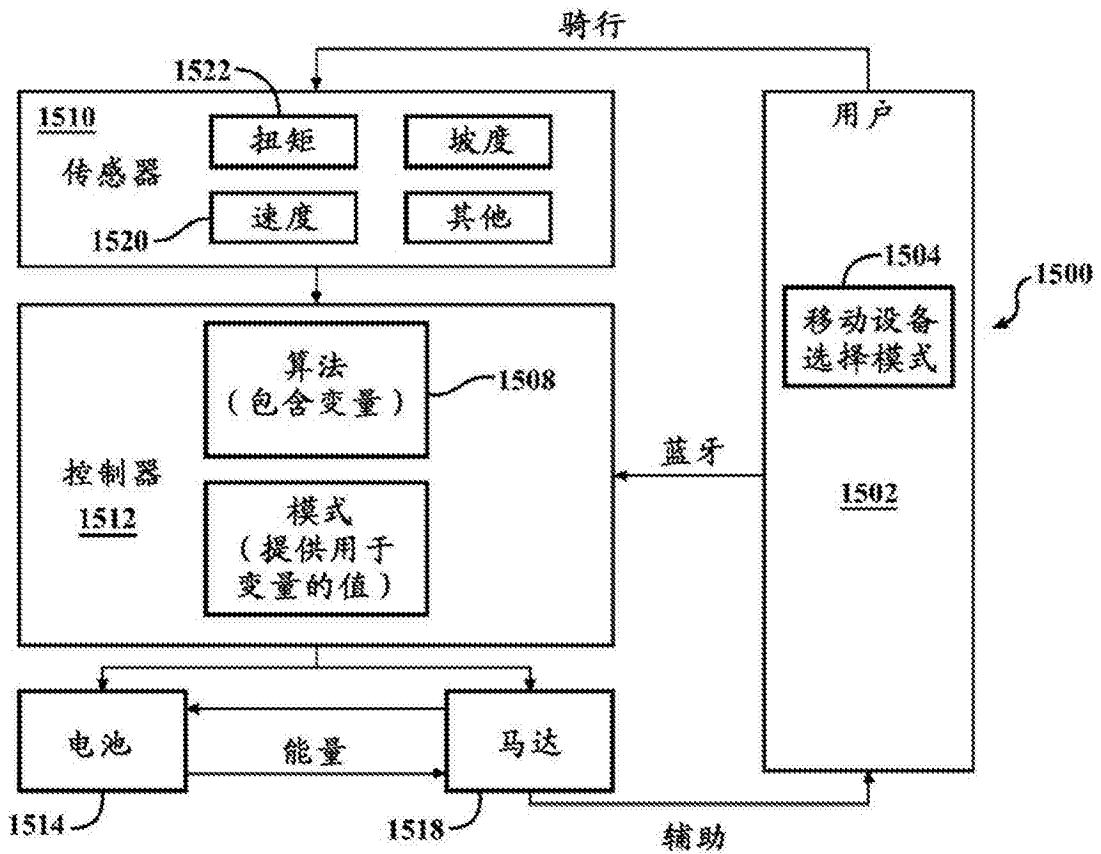 骑行
1522
1510
传感器
扭矩
坡度
速度
其他
1520
用户
1504
移动设备
选择模式
1500
1502
算法
（包含变量）
1508
控制器
1512
模式
（提供用于
变量的值）
蓝牙
电池
能量
马达
1514
1518
辅助